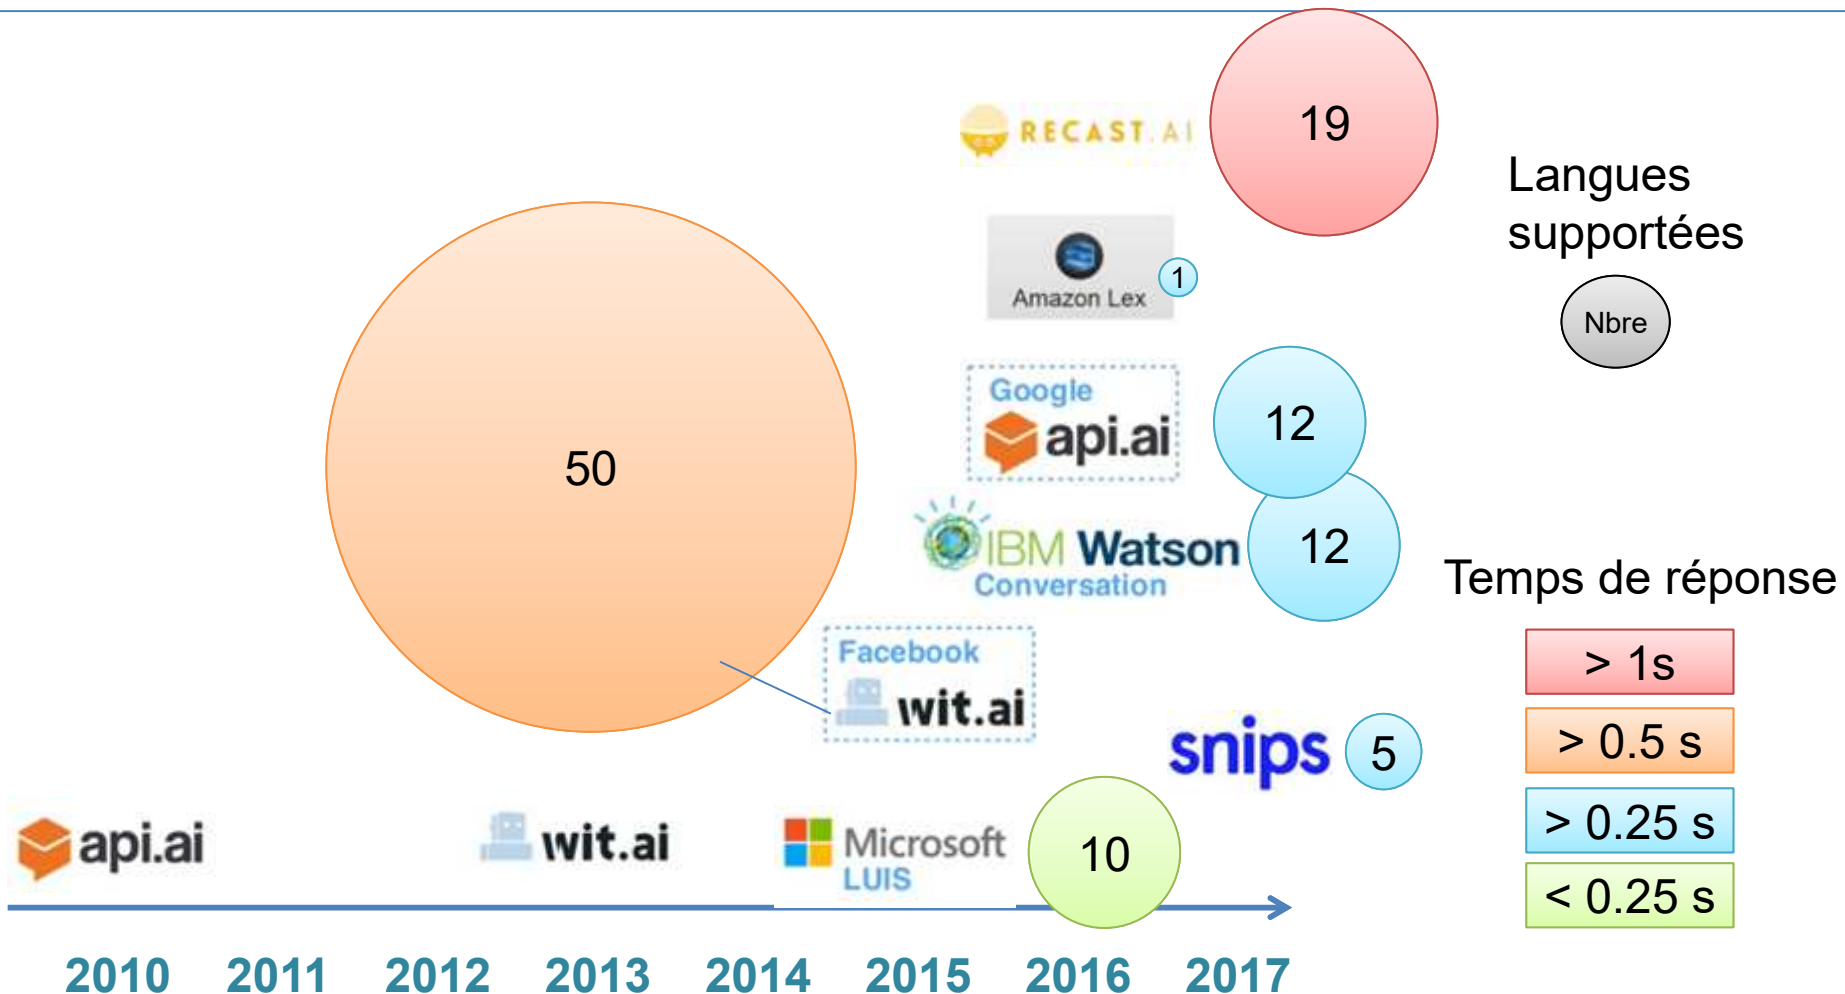 RECAST.AI
19
Langues
supportées
Nbre
Amazon Lex
1
Google
api.ai
12
50
IBM Watson
Conversation
12
Temps de réponse
> 1s
> 0.5 s
> 0.25 s
< 0.25 s
Facebook
wit.ai
snips
5
api.ai
wit.ai
Microsoft
LUIS
10
2010 2011 2012 2013 2014 2015 2016 2017